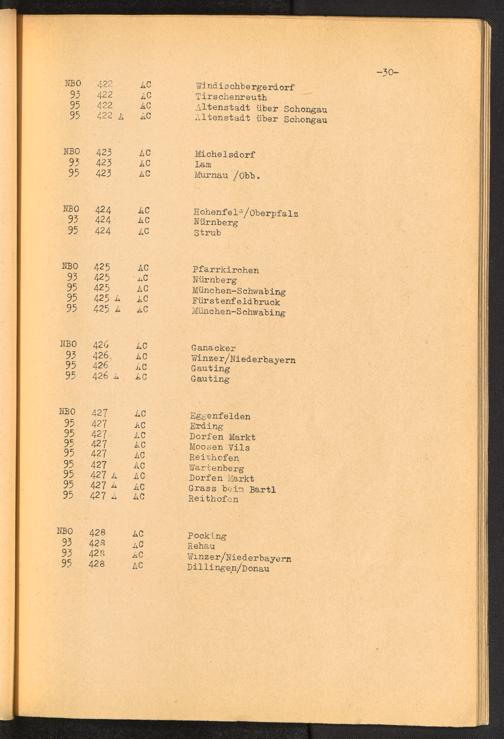 -30-
NBO 422 AC Windischbergerdorf
93 422 AC Tirschenreuth
95 422 AC Altenstadt über Schongau
95 422 A AC Altenstadt über Schongau
NBO 423 AC Michelsdorf
93 423 AC Lam
95 423 AC Murnau /Obb.
NBO 424 AC Hohenfels/Oberpfalz
93 424 AC Nürnberg
95 424 AC Strub
NBO 425 AC Pfarrkirchen
93 425 AC Nürnberg
95 425 AC München-Schwabing
95 425 A AC Fürstenfeldbruck
95 425 A AC München-Schwabing
NBO 426 AC Ganacker
93 426 AC Winzer/Niederbayern
95 426 AC Gauting
95 426 A AC Gauting
NBO 427 AC Eggenfelden
95 427 AC Erding
95 427 AC Dorfen Markt
95 427 AC Moosen Vils
95 427 AC Reithofen
95 427 AC Wartenberg
95 427 A AC Dorfen Markt
95 427 A AC Grass beim Bartl
95 427 A AC Reithofen
NBO 428 AC Pocking
93 428 AC Rehau
93 428 AC Winzer/Niederbayern
95 428 AC Dillingen/Donau